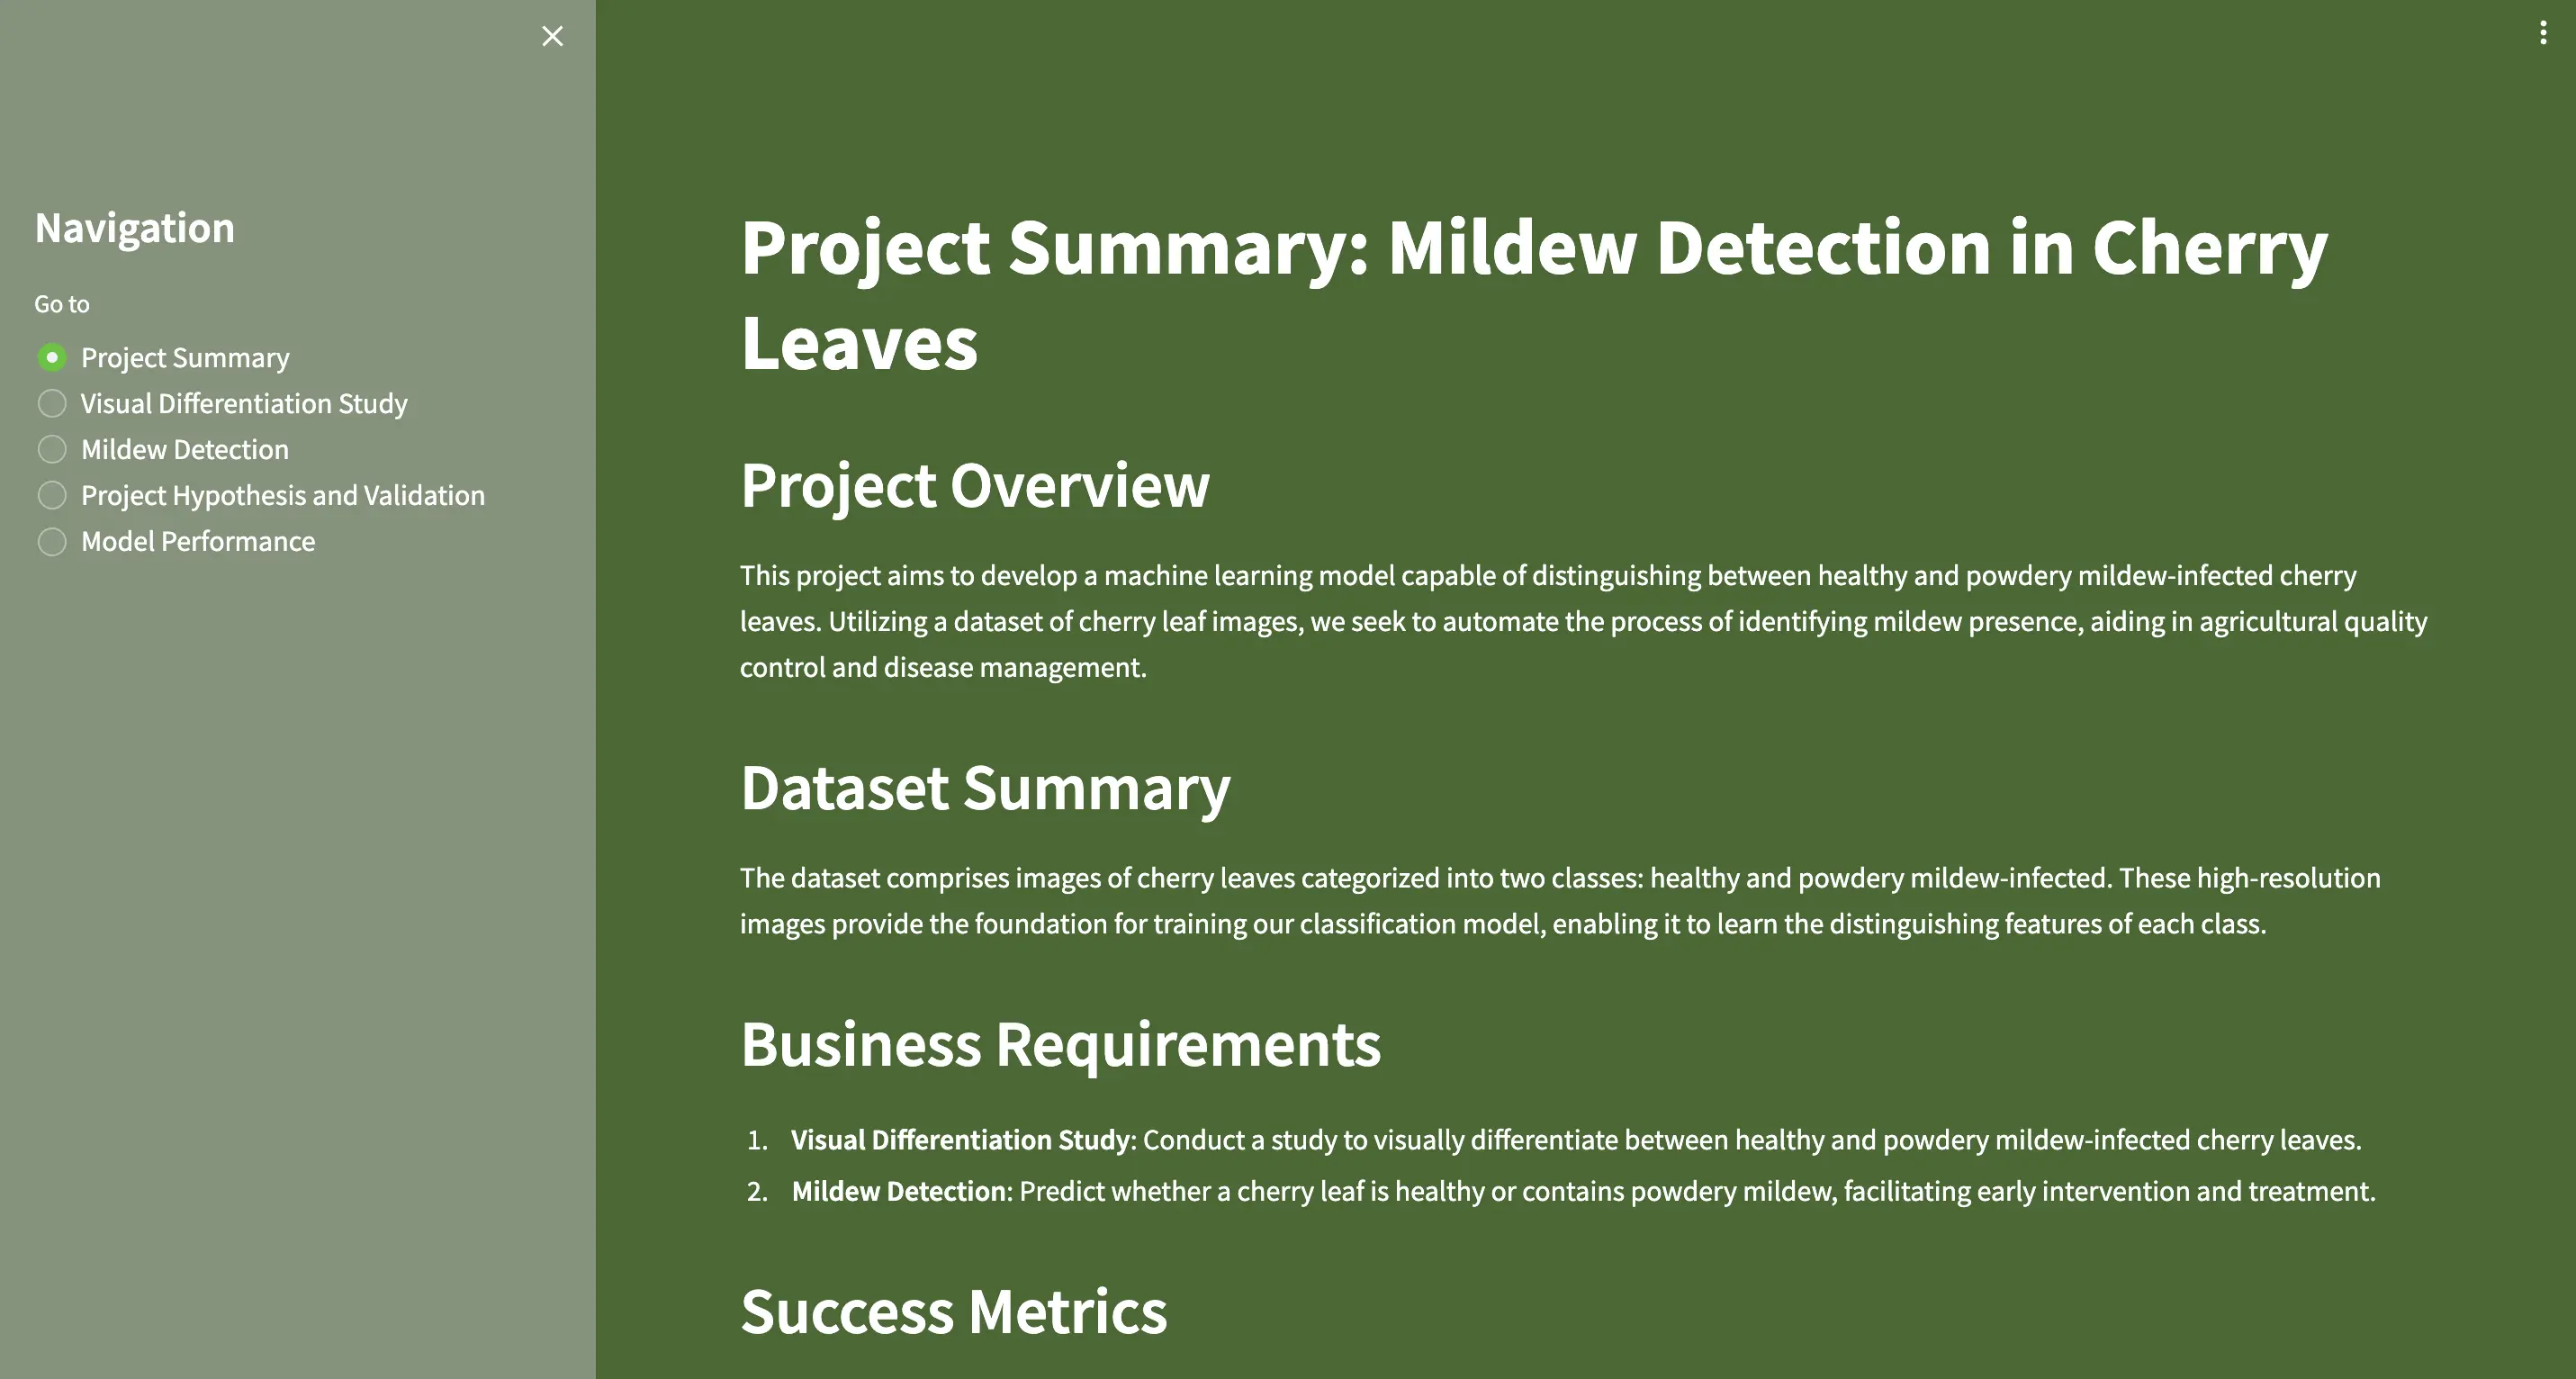 Navigation
Go to
Project Summary
Visual Differentiation Study
Mildew Detection
Project Hypothesis and Validation
Model Performance
Project Summary: Mildew Detection in Cherry
Leaves
Project Overview
This project aims to develop a machine learning model capable of distinguishing between healthy and powdery mildew-infected cherry
leaves. Utilizing a dataset of cherry leaf images, we seek to automate the process of identifying mildew presence, aiding in agricultural quality
control and disease management.
Dataset Summary
The dataset comprises images of cherry leaves categorized into two classes: healthy and powdery mildew-infected. These high-resolution
images provide the foundation for training our classification model, enabling it to learn the distinguishing features of each class.
Business Requirements
1. Visual Differentiation Study: Conduct a study to visually differentiate between healthy and powdery mildew-infected cherry leaves.
2. Mildew Detection: Predict whether a cherry leaf is healthy or contains powdery mildew, facilitating early intervention and treatment.
Success Metrics